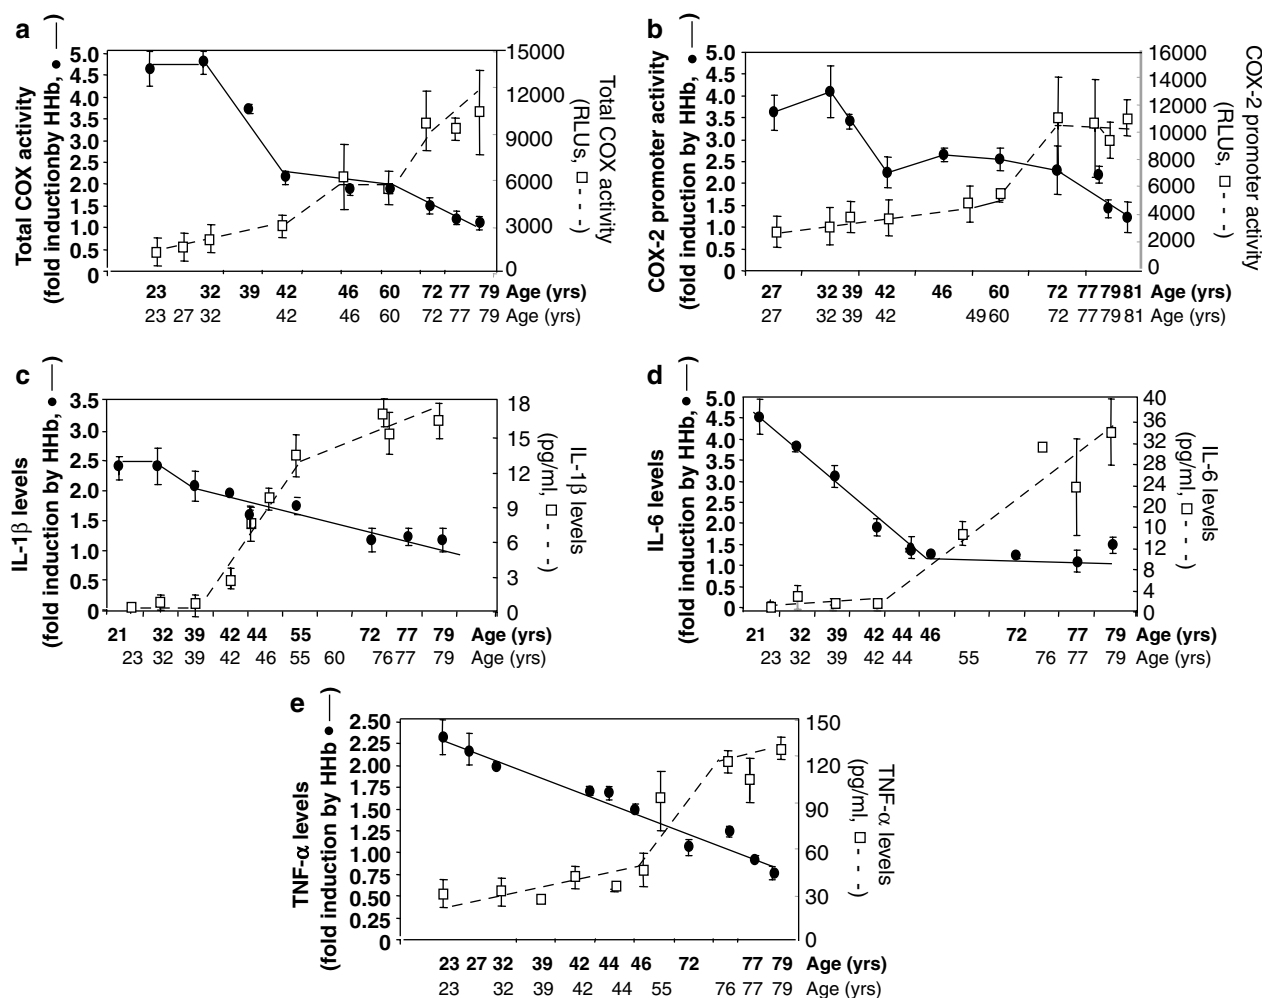 a
Total COX activity
(fold inductionby HHb, ● —)
5.0
4.5
4.0
3.5
3.0
2.5
2.0
1.5
1.0
0.5
0
15000
12000
9000
6000
3000
0
Total COX activity
(RLUs, □ - - -)
23 32 39 42 46 60 72 77 79 Age (yrs)
23 27 32 42 46 60 72 77 79 Age (yrs)
b
COX-2 promoter activity
(fold induction by HHb, ● —)
5.0
4.5
4.0
3.5
3.0
2.5
2.0
1.5
1.0
0.5
0
16000
14000
12000
10000
8000
6000
4000
2000
0
COX-2 promoter activity
(RLUs, □ - - -)
27 32 39 42 46 60 72 77 79 81 Age (yrs)
27 32 39 42 49 60 72 77 79 81 Age (yrs)
c
IL-1β levels
(fold induction by HHb, ● —)
3.5
3.0
2.5
2.0
1.5
1.0
0.5
0
18
15
12
9
6
3
0
IL-1β levels
(pg/ml, □ - - -)
21 32 39 42 44 55 72 77 79 Age (yrs)
23 32 39 42 46 55 60 76 77 79 Age (yrs)
d
IL-6 levels
(fold induction by HHb, ● —)
5.0
4.5
4.0
3.5
3.0
2.5
2.0
1.5
1.0
0.5
0
40
36
32
28
24
20
16
12
8
4
0
IL-6 levels
(pg/ml, □ - - -)
21 32 39 42 44 46 72 77 79 Age (yrs)
23 32 39 42 44 55 76 77 79 Age (yrs)
e
TNF-α levels
(fold induction by HHb ● —)
2.50
2.25
2.00
1.75
1.50
1.25
1.00
0.75
0.50
0.25
0
150
120
90
60
30
0
TNF-α levels
(pg/ml, □ - - -)
23 27 32 39 42 44 46 72 77 79 Age (yrs)
23 32 39 42 44 55 76 77 79 Age (yrs)